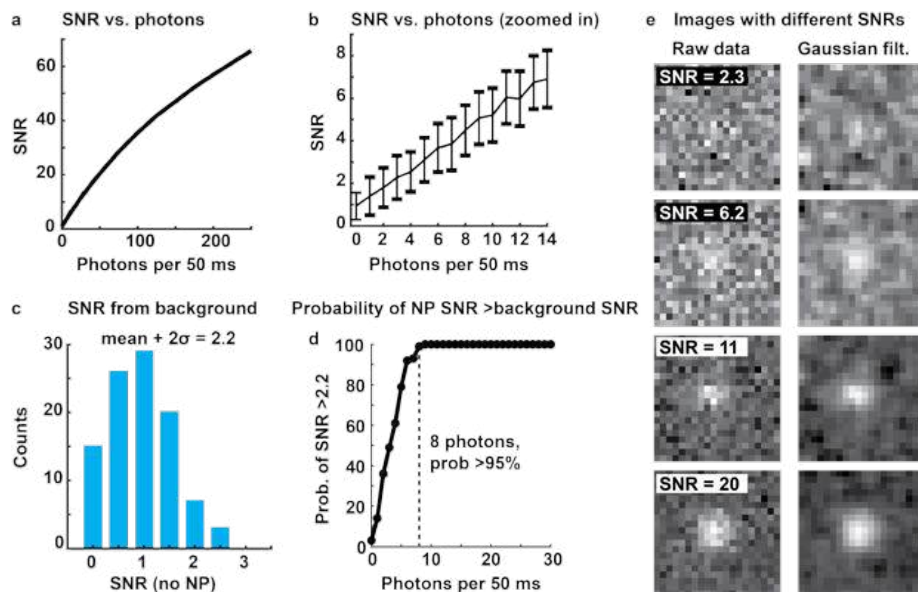 a SNR vs. photons
SNR
60
40
20
0
0 100 200
Photons per 50 ms
b SNR vs. photons (zoomed in)
SNR
8
6
4
2
0
0 2 4 6 8 10 12 14
Photons per 50 ms
c SNR from background
mean + 2σ = 2.2
Counts
30
20
10
0
0 1 2 3
SNR (no NP)
Probability of NP SNR >background SNR
d
Prob. of SNR >2.2
100
80
60
40
20
0
8 photons,
prob >95%
0 10 20 30
Photons per 50 ms
e Images with different SNRs
Raw data Gaussian filt.
SNR = 2.3
SNR = 6.2
SNR = 11
SNR = 20